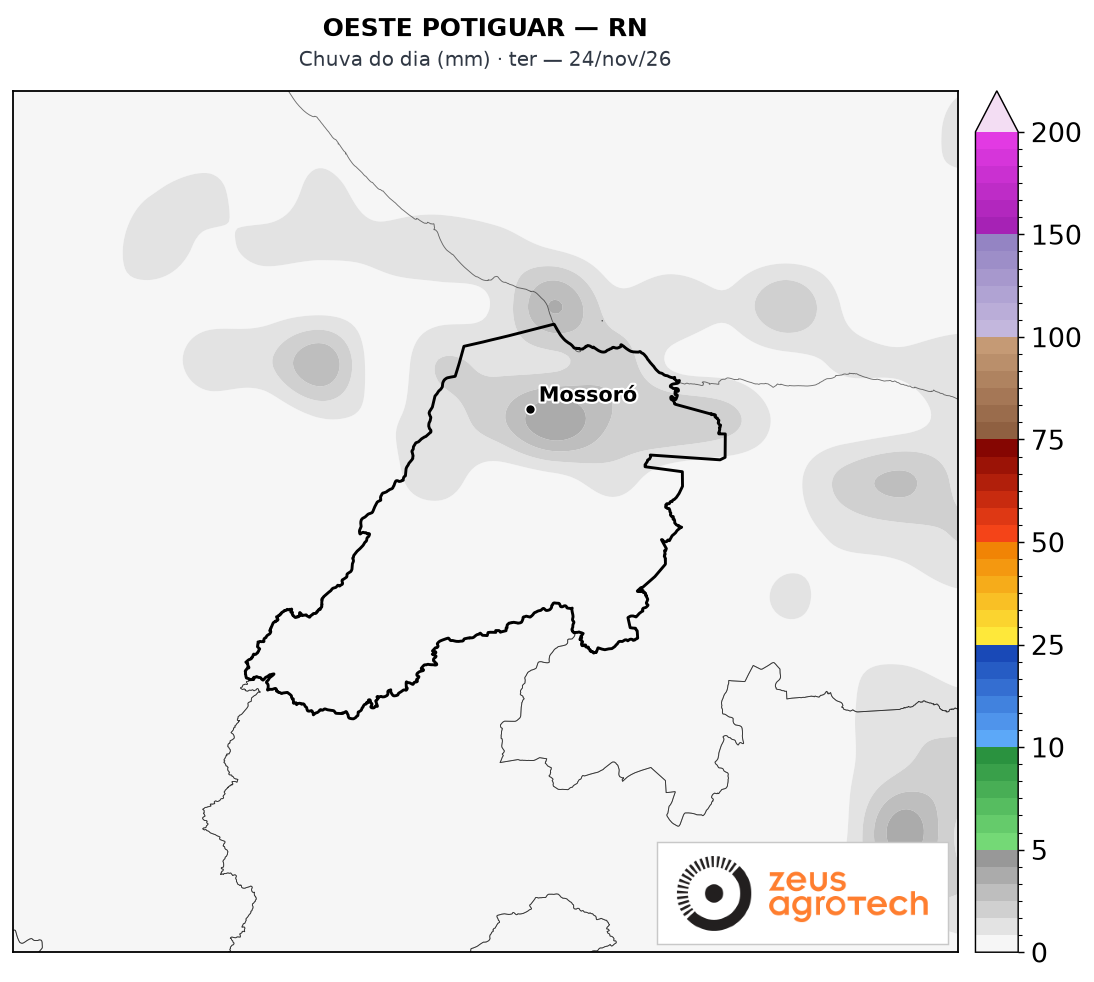 OESTE POTIGUAR — RN
Chuva do dia (mm) · ter — 24/nov/26
200
150
100
75
50
25
10
5
0
Mossoró
zeus
agrotech